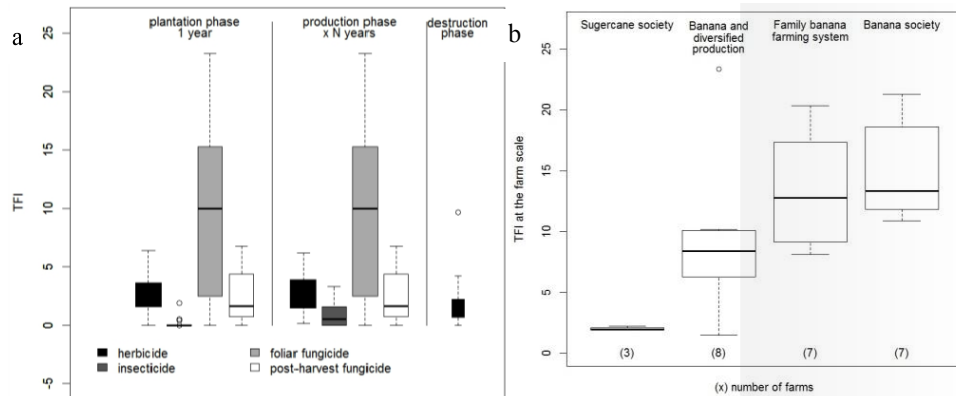 a
plantation phase
1 year
production phase
x N years
destruction
phase
25
20
15
10
5
0
-5
TFI
herbicide
insecticide
foliar fungicide
post-harvest fungicide
b
Sugercane society
Banana and
diversified
production
Family banana
farming system
Banana society
25
20
15
10
5
0
TFI at the farm scale
(3)
(8)
(7)
(7)
(x) number of farms